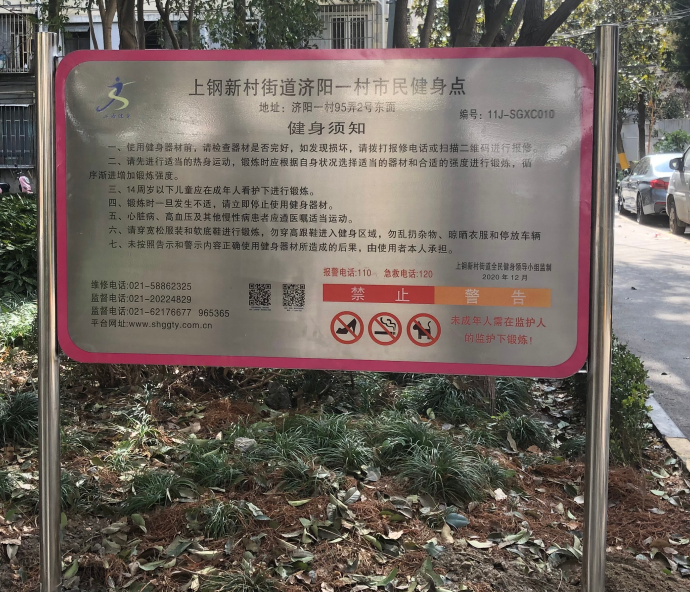 上钢新村街道济阳一村市民健身点
地址：济阳一村95弄2号东面
编号：11J-SGXC010
健身须知
一、使用健身器材前，请检查器材是否完好，如发现损坏，请拨打报修电话或扫描二维码进行报修。
二、请先进行适当的热身运动，锻炼时应根据自身状况选择适当的器材和合适的强度进行锻炼，循
序渐进增加锻炼强度。
三、14周岁以下儿童应在成年人看护下进行锻炼。
四、锻炼时一旦发生不适，请立即停止使用健身器材。
五、心脏病、高血压及其他慢性病患者应遵医嘱适当运动。
六、请穿宽松服装和软底鞋进行锻炼，勿穿高跟鞋进入健身区域，勿乱扔杂物、晾晒衣服和停放车辆
七、未按照告示和警示内容正确使用健身器材所造成的后果，由使用者本人承担。
报警电话:110 急救电话:120
上钢新村街道全民健身领导小组监制
2020年12月
维修电话:021-58862325
监督电话:021-20224829
监督电话:021-62176677 965365
平台网址:www.shggty.com.cn
禁止
警告
未成年人需在监护人
的监护下锻炼！